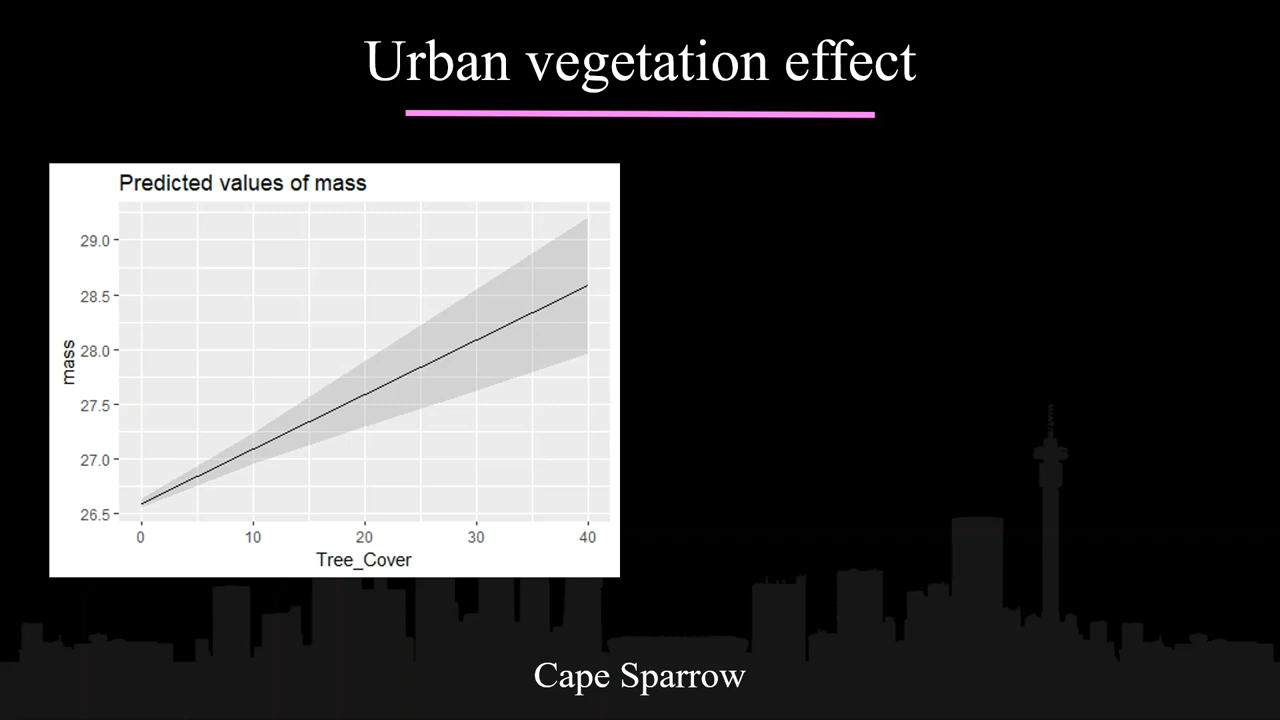 Urban vegetation effect
Predicted values of mass
29.0
28.5
28.0
27.5
27.0
26.5
mass
0 10 20 30 40
Tree_Cover
Cape Sparrow